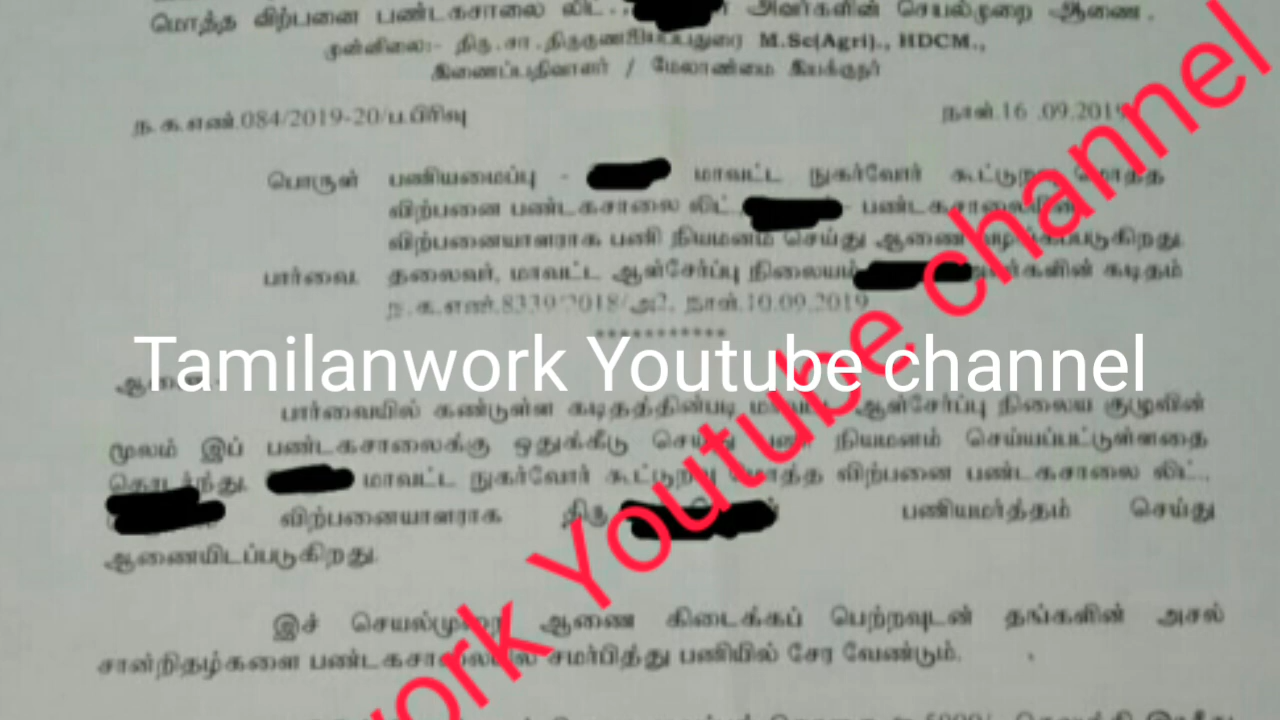 மொத்த விற்பனை பண்டகசாலை லிட்., அவர்களின் செயல்முறை ஆணை.
முன்னிலை:- திரு.சா. M.Sc(Agri)., HDCM.,
இணைப்பதிவாளர் / மேலாண்மை இயக்குநர்
ந.க.எண்.084/2019-20/ப.பிரிவு நாள்.16 .09.2019
பொருள் பணியமைப்பு - மாவட்ட நுகர்வோர் கூட்டுறவு மொத்த
விற்பனை பண்டகசாலை லிட் - பண்டகசாலையின்
விற்பனையாளராக பணி நியமனம் செய்து ஆணை வழங்கப்படுகிறது.
பார்வை. தலைவர், மாவட்ட ஆள்சேர்ப்பு நிலையம் அவர்களின் கடிதம்
ந.க.எண்.8339/2018/அ2. நாள்.10.09.2019
***********
Tamilanwork Youtube channel
ஆணை:-
பார்வையில் கண்டுள்ள கடிதத்தின்படி மாவட்ட ஆள்சேர்ப்பு நிலைய குழுவின்
மூலம் இப் பண்டகசாலைக்கு ஒதுக்கீடு செய்து பணி நியமனம் செய்யப்பட்டுள்ளதை
தொடர்ந்து, மாவட்ட நுகர்வோர் கூட்டுறவு மொத்த விற்பனை பண்டகசாலை லிட்.,
விற்பனையாளராக திரு பணியமர்த்தம் செய்து
ஆணையிடப்படுகிறது.
இச் செயல்முறை ஆணை கிடைக்கப் பெற்றவுடன் தங்களின் அசல்
சான்றிதழ்களை பண்டகசாலையில் சமர்பித்து பணியில் சேர வேண்டும்.
work Youtube channel